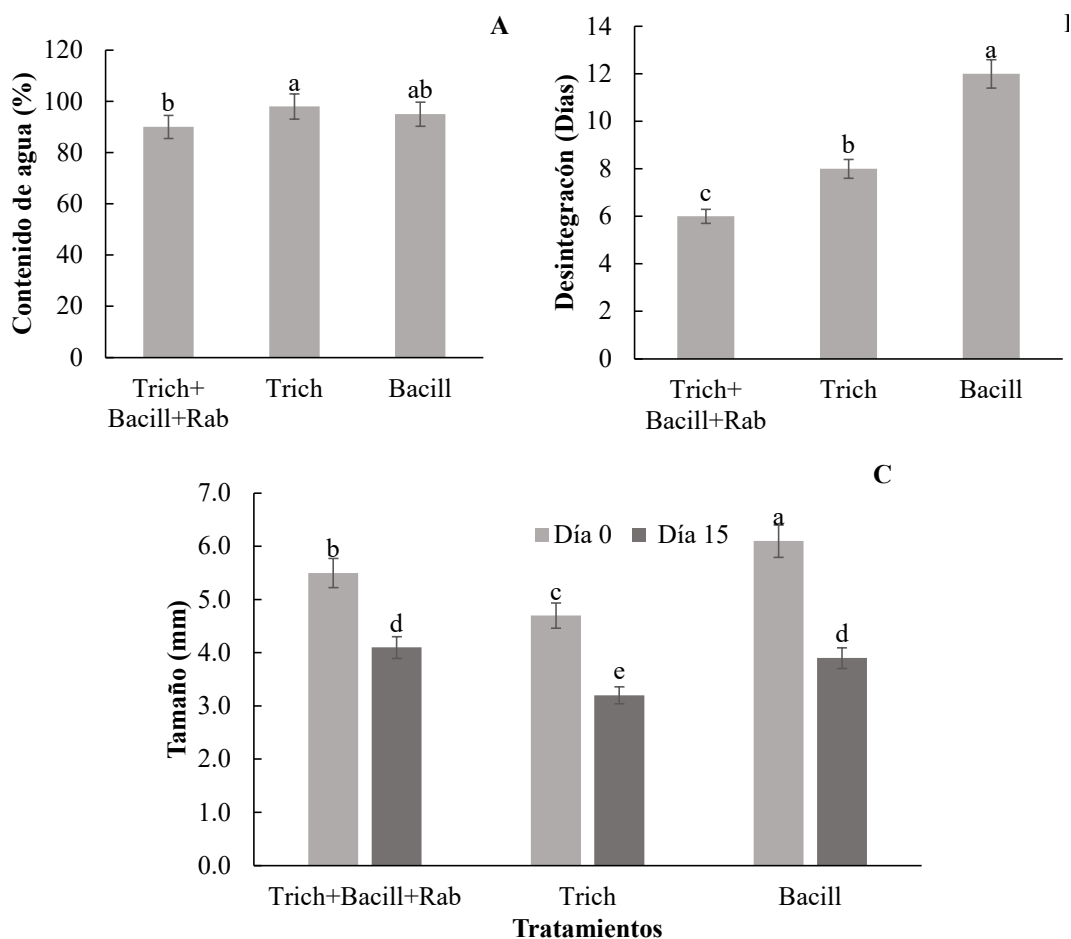 A
Contenido de agua (%)
120
100
80
60
40
20
0
b
a
ab
Trich+
Bacill+Rab
Trich
Bacill
Desintegracón (Días)
14
12
10
8
6
4
2
0
c
b
a
Trich+
Bacill+Rab
Trich
Bacill
C
Tamaño (mm)
7.0
6.0
5.0
4.0
3.0
2.0
1.0
0.0
Día 0
Día 15
b
d
c
e
a
d
Trich+Bacill+Rab
Trich
Bacill
Tratamientos